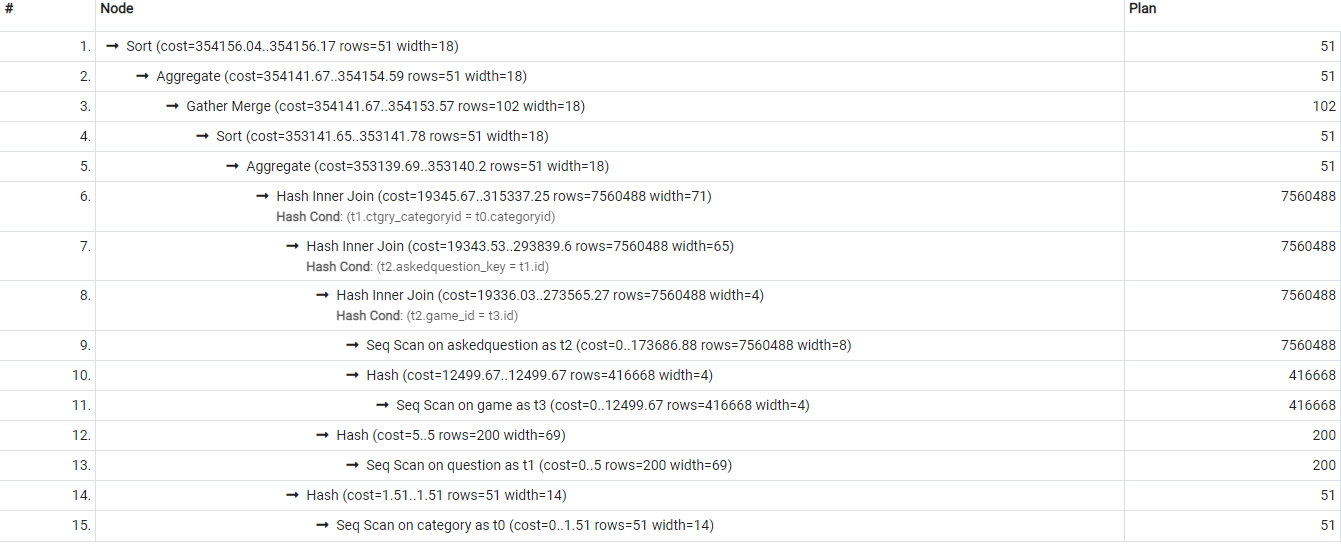 # Node Plan
1. → Sort (cost=354156.04..354156.17 rows=51 width=18) 51
2. → Aggregate (cost=354141.67..354154.59 rows=51 width=18) 51
3. → Gather Merge (cost=354141.67..354153.57 rows=102 width=18) 102
4. → Sort (cost=353141.65..353141.78 rows=51 width=18) 51
5. → Aggregate (cost=353139.69..353140.2 rows=51 width=18) 51
6. → Hash Inner Join (cost=19345.67..315337.25 rows=7560488 width=71) 7560488
Hash Cond: (t1.ctgry_categoryid = t0.categoryid)
7. → Hash Inner Join (cost=19343.53..293839.6 rows=7560488 width=65) 7560488
Hash Cond: (t2.askedquestion_key = t1.id)
8. → Hash Inner Join (cost=19336.03..273565.27 rows=7560488 width=4) 7560488
Hash Cond: (t2.game_id = t3.id)
9. → Seq Scan on askedquestion as t2 (cost=0..173686.88 rows=7560488 width=8) 7560488
10. → Hash (cost=12499.67..12499.67 rows=416668 width=4) 416668
11. → Seq Scan on game as t3 (cost=0..12499.67 rows=416668 width=4) 416668
12. → Hash (cost=5..5 rows=200 width=69) 200
13. → Seq Scan on question as t1 (cost=0..5 rows=200 width=69) 200
14. → Hash (cost=1.51..1.51 rows=51 width=14) 51
15. → Seq Scan on category as t0 (cost=0..1.51 rows=51 width=14) 51